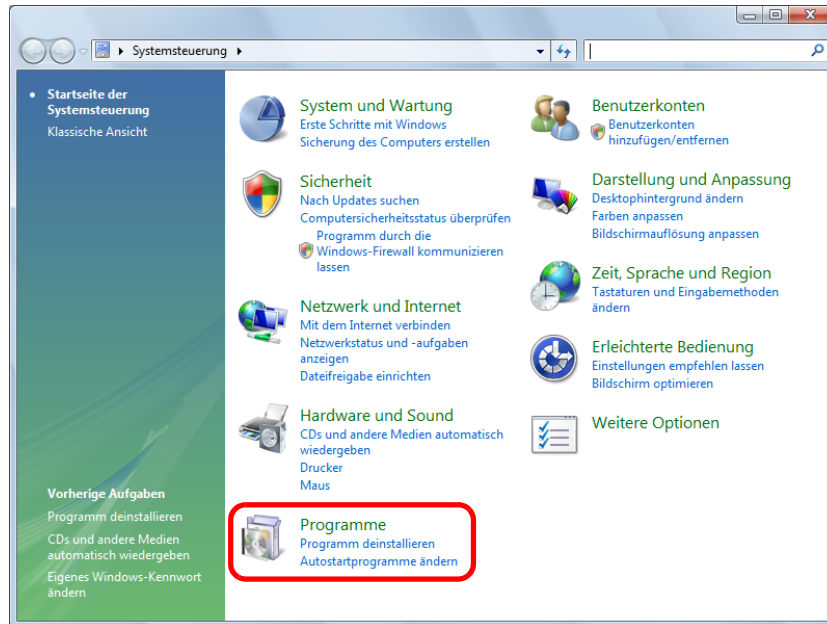 Systemsteuerung
Startseite der
Systemsteuerung
Klassische Ansicht
System und Wartung
Erste Schritte mit Windows
Sicherung des Computers erstellen
Sicherheit
Nach Updates suchen
Computersicherheitsstatus überprüfen
Programm durch die
Windows-Firewall kommunizieren
lassen
Netzwerk und Internet
Mit dem Internet verbinden
Netzwerkstatus und -aufgaben
anzeigen
Dateifreigabe einrichten
Hardware und Sound
CDs und andere Medien automatisch
wiedergeben
Drucker
Maus
Programme
Programm deinstallieren
Autostartprogramme ändern
Benutzerkonten
Benutzerkonten
hinzufügen/entfernen
Darstellung und Anpassung
Desktophintergrund ändern
Farben anpassen
Bildschirmauflösung anpassen
Zeit, Sprache und Region
Tastaturen und Eingabemethoden
ändern
Erleichterte Bedienung
Einstellungen empfehlen lassen
Bildschirm optimieren
Weitere Optionen
Vorherige Aufgaben
Programm deinstallieren
CDs und andere Medien
automatisch wiedergeben
Eigenes Windows-Kennwort
ändern